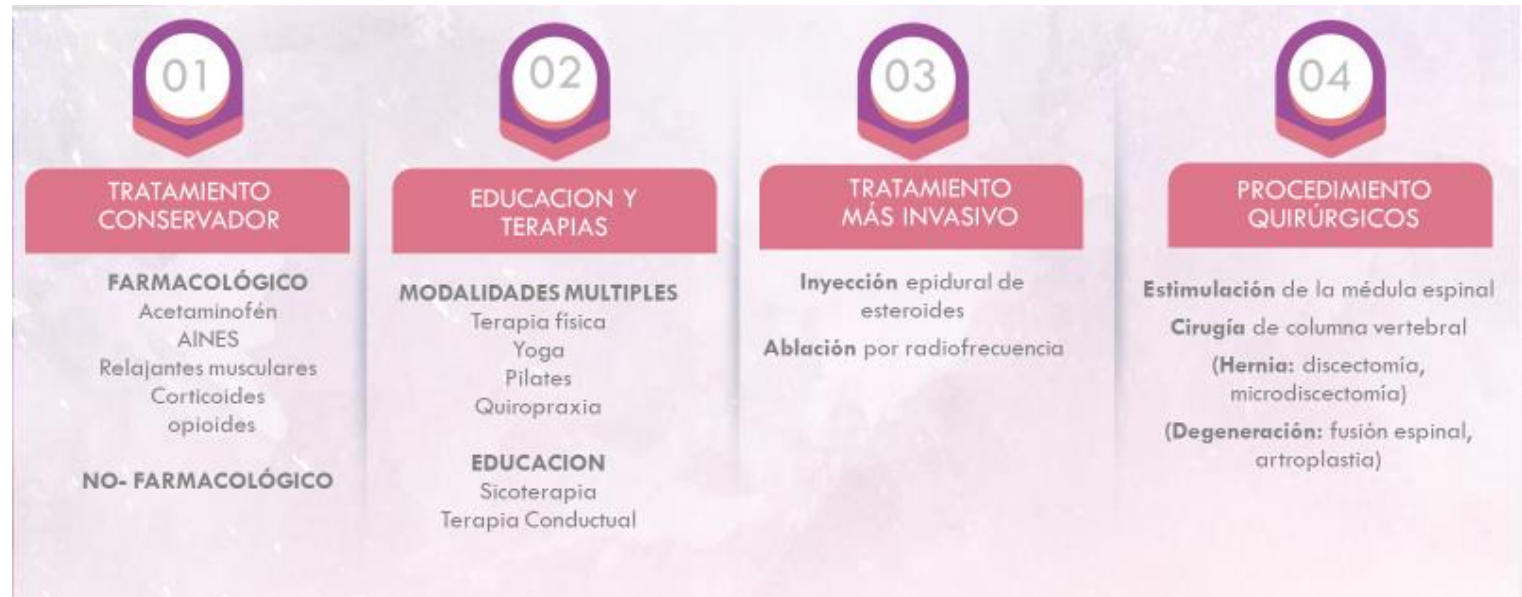 01
TRATAMIENTO
CONSERVADOR
FARMACOLÓGICO
Acetaminofén
AINES
Relajantes musculares
Corticoides
opioides
NO- FARMACOLÓGICO
02
EDUCACION Y
TERAPIAS
MODALIDADES MULTIPLES
Terapia física
Yoga
Pilates
Quiropraxia
EDUCACION
Sicoterapia
Terapia Conductual
03
TRATAMIENTO
MÁS INVASIVO
Inyección epidural de
esteroides
Ablación por radiofrecuencia
04
PROCEDIMIENTO
QUIRÚRGICOS
Estimulación de la médula espinal
Cirugía de columna vertebral
(Hernia: discectomía,
microdiscectomía)
(Degeneración: fusión espinal,
artroplastia)